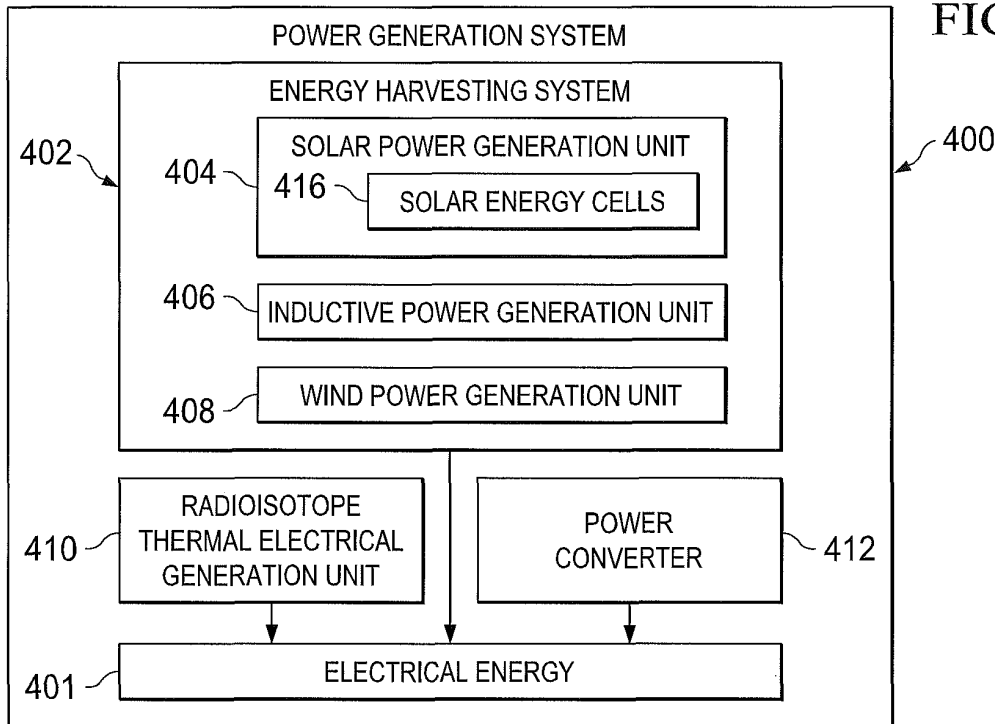 FIG
POWER GENERATION SYSTEM
ENERGY HARVESTING SYSTEM
402
400
SOLAR POWER GENERATION UNIT
404
416
SOLAR ENERGY CELLS
406
INDUCTIVE POWER GENERATION UNIT
408
WIND POWER GENERATION UNIT
410
RADIOISOTOPE
THERMAL ELECTRICAL
GENERATION UNIT
POWER
CONVERTER
412
401
ELECTRICAL ENERGY